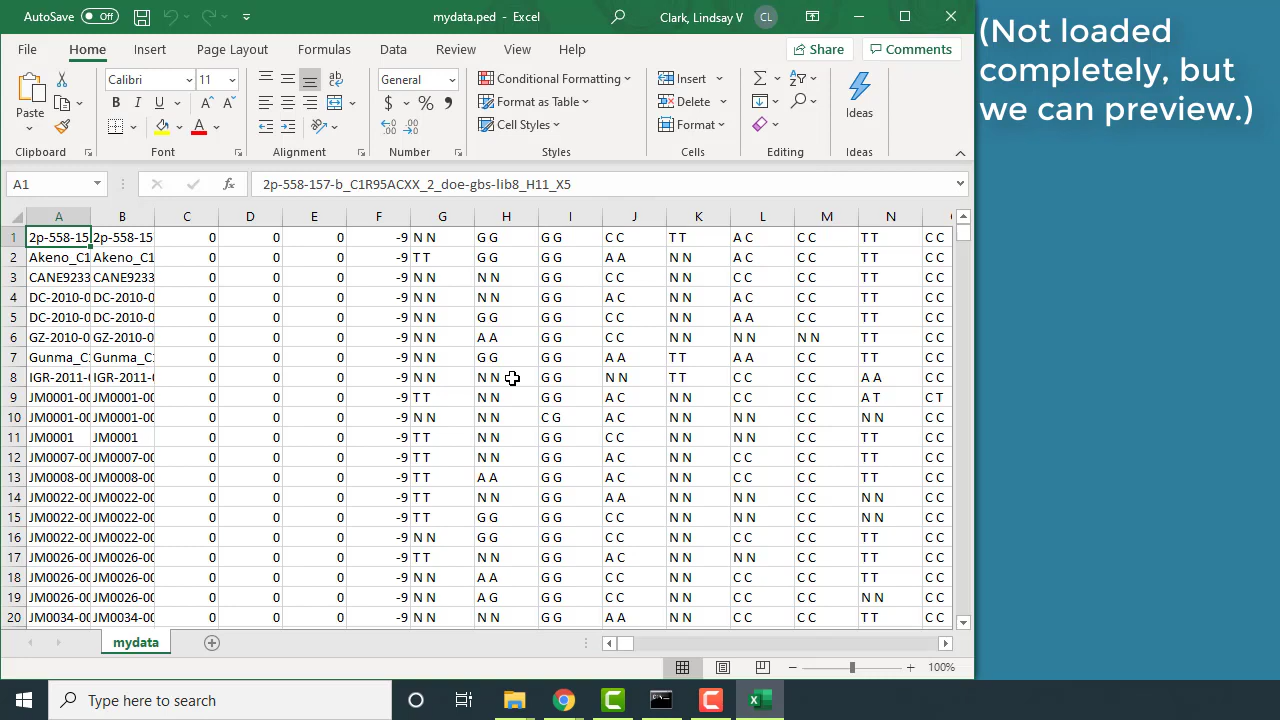 AutoSave Off mydata.ped - Excel Clark, Lindsay V CL
(Not loaded
completely, but
we can preview.)
File Home Insert Page Layout Formulas Data Review View Help Share Comments
Paste Calibri 11 B I U A A A ab General $ % , Conditional Formatting Format as Table Cell Styles Insert Delete Format Ideas
Clipboard Font Alignment Number Styles Cells Editing Ideas
A1 fx 2p-558-157-b_C1R95ACXX_2_doe-gbs-lib8_H11_X5
A B C D E F G H I J K L M N
1 2p-558-15 2p-558-15 0 0 0 -9 N N G G G G C C T T A C C C T T C C
2 Akeno_C1 Akeno_C1 0 0 0 -9 T T G G G G A A N N A C C C T T C C
3 CANE9233 CANE9233 0 0 0 -9 N N N N G G C C N N C C C C T T C C
4 DC-2010-0 DC-2010-0 0 0 0 -9 N N N N G G A C N N A C C C T T C C
5 DC-2010-0 DC-2010-0 0 0 0 -9 N N G G G G C C N N A A C C T T C C
6 GZ-2010-0 GZ-2010-0 0 0 0 -9 N N A A G G C C N N N N N N T T C C
7 Gunma_C1 Gunma_C1 0 0 0 -9 N N G G G G A A T T A A C C T T C C
8 IGR-2011-0 IGR-2011-0 0 0 0 -9 N N N N G G N N T T C C C C A A C C
9 JM0001-00 JM0001-00 0 0 0 -9 T T N N G G A C N N C C C C A T C T
10 JM0001-00 JM0001-00 0 0 0 -9 N N N N G G A C N N N N C C N N C C
11 JM0001 JM0001 0 0 0 -9 T T N N G G C C N N N N C C T T C C
12 JM0007-00 JM0007-00 0 0 0 -9 T T N N G G A C N N C C C C T T C C
13 JM0008-00 JM0008-00 0 0 0 -9 T T A A G G A C N N C C C C T T C C
14 JM0022-00 JM0022-00 0 0 0 -9 T T N N G G A A N N N N C C N N C C
15 JM0022-00 JM0022-00 0 0 0 -9 T T G G G G C C N N N N C C N N C C
16 JM0022-00 JM0022-00 0 0 0 -9 N N G G G G C C N N C C C C T T C C
17 JM0026-00 JM0026-00 0 0 0 -9 T T N N G G A C N N N N C C T T C C
18 JM0026-00 JM0026-00 0 0 0 -9 N N A A G G C C N N C C C C T T C C
19 JM0026-00 JM0026-00 0 0 0 -9 N N A G G G C C N N C C C C N N C C
20 JM0034-00 JM0034-00 0 0 0 -9 N N N N G G A A N N C C C C T T C C
mydata
100%
Type here to search